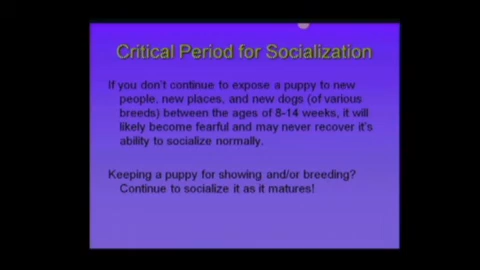 Critical Period for Socialization
If you don't continue to expose a puppy to new
people, new places, and new dogs (of various
breeds) between the ages of 8-14 weeks, it will
likely become fearful and may never recover it's
ability to socialize normally.
Keeping a puppy for showing and/or breeding?
Continue to socialize it as it matures!